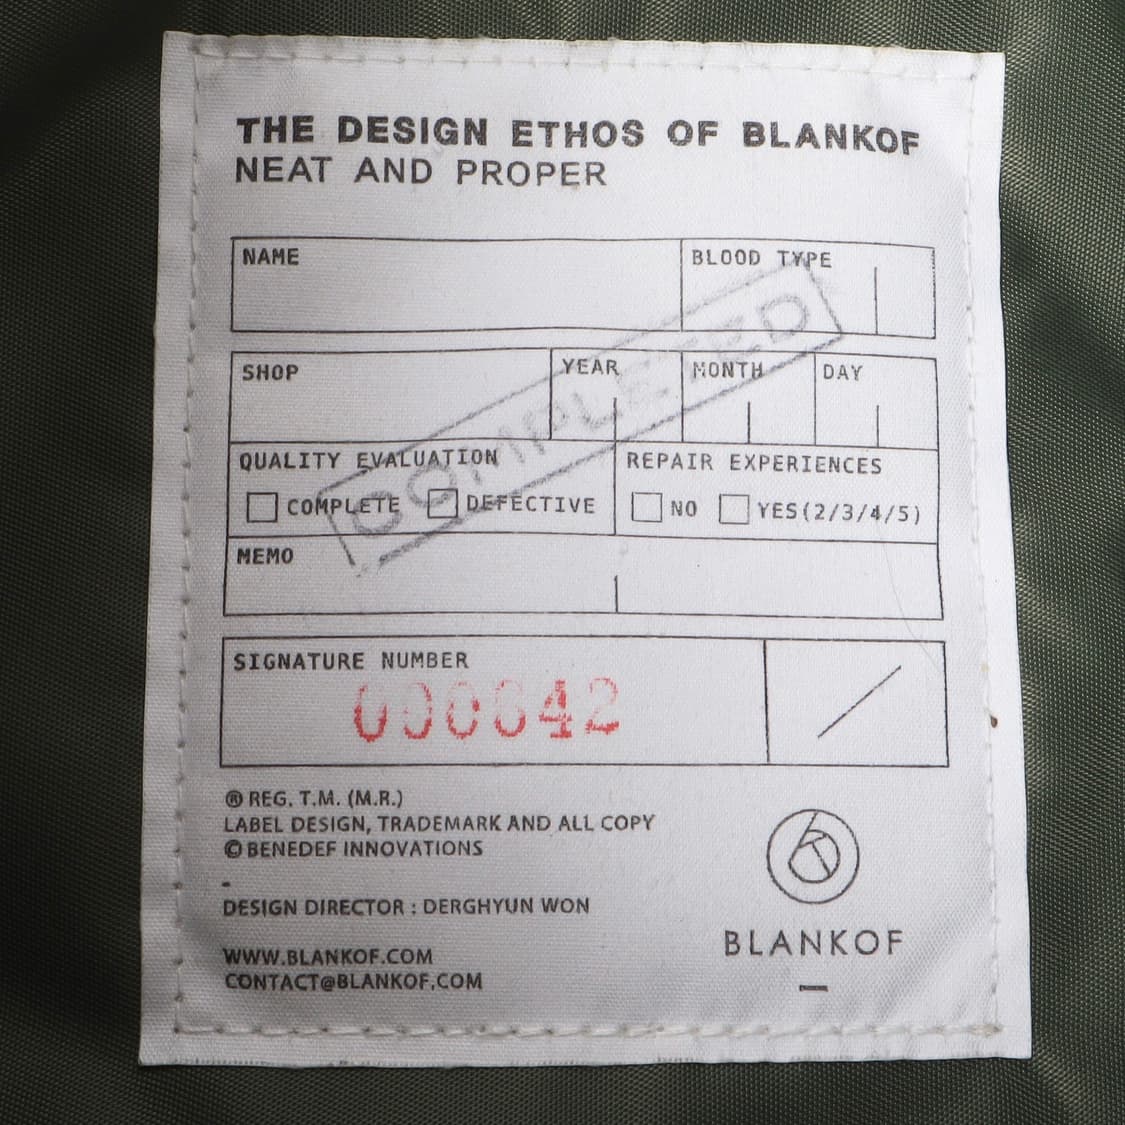 THE DESIGN ETHOS OF BLANKOF
NEAT AND PROPER
NAME BLOOD TYPE
COMPLETED
SHOP YEAR MONTH DAY
QUALITY EVALUATION REPAIR EXPERIENCES
COMPLETE DEFECTIVE NO YES(2/3/4/5)
MEMO
SIGNATURE NUMBER
000642
® REG. T.M. (M.R.)
LABEL DESIGN, TRADEMARK AND ALL COPY
© BENEDEF INNOVATIONS
-
DESIGN DIRECTOR : DERGHYUN WON
WWW.BLANKOF.COM
CONTACT@BLANKOF.COM
BLANKOF